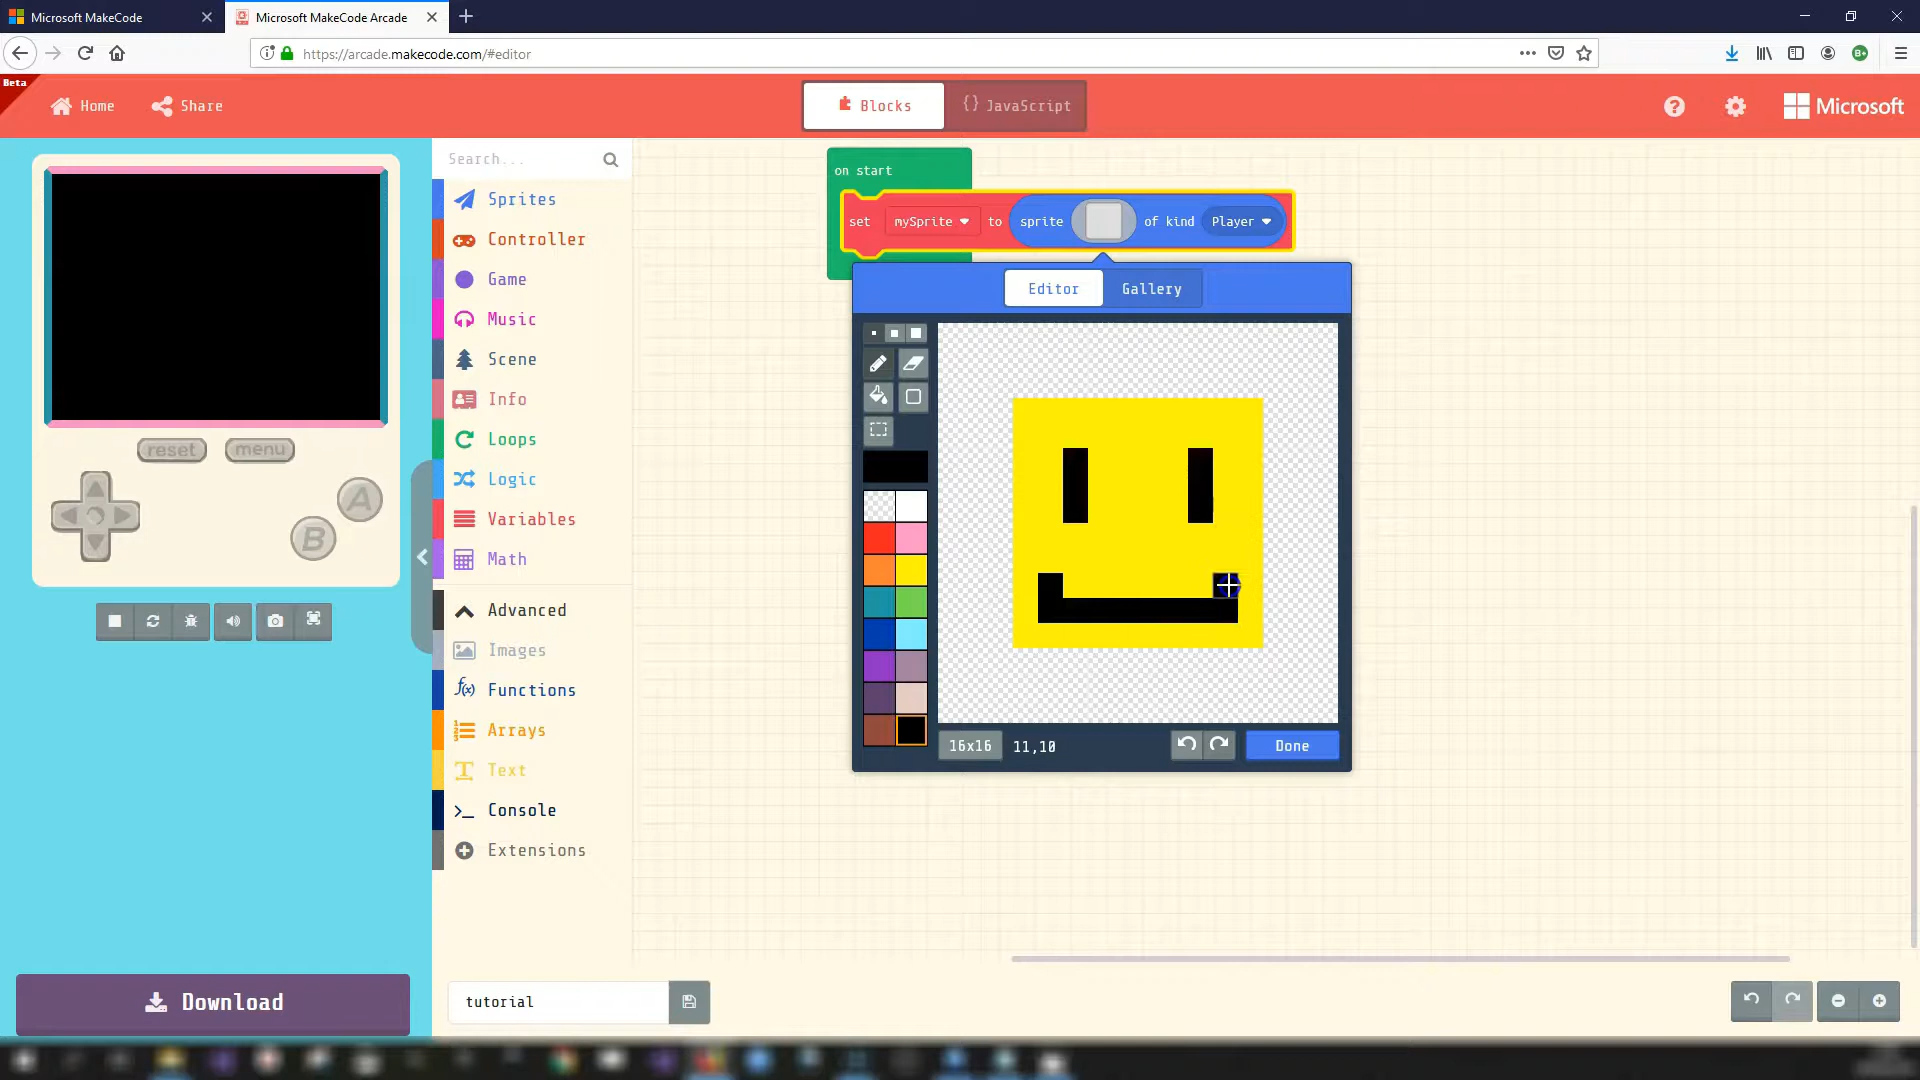 Microsoft MakeCode
Microsoft MakeCode Arcade
https://arcade.makecode.com/#editor
Beta
Home
Share
Blocks
{} JavaScript
Microsoft
Search...
Sprites
Controller
Game
Music
Scene
Info
Loops
Logic
Variables
Math
Advanced
Images
Functions
Arrays
Text
Console
Extensions
reset
menu
A
B
on start
set mySprite to sprite of kind Player
Editor
Gallery
16x16
11,10
Done
Download
tutorial